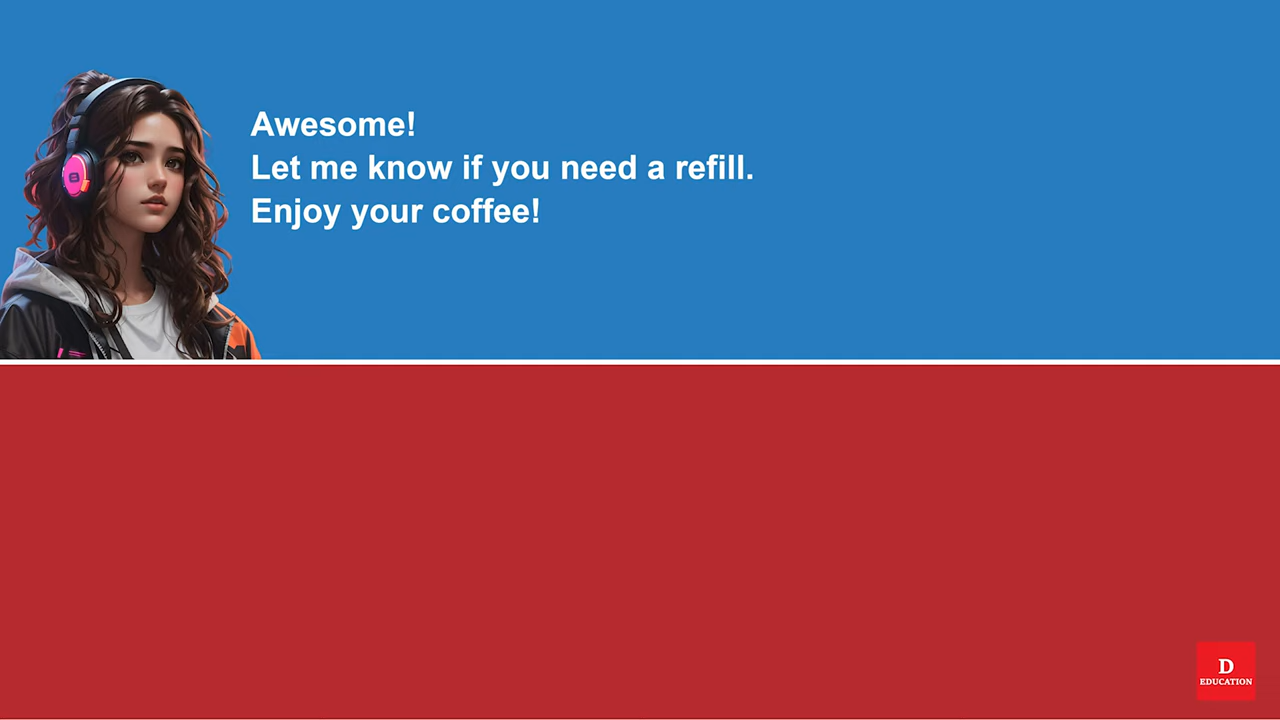 Awesome!
Let me know if you need a refill.
Enjoy your coffee!
D
EDUCATION